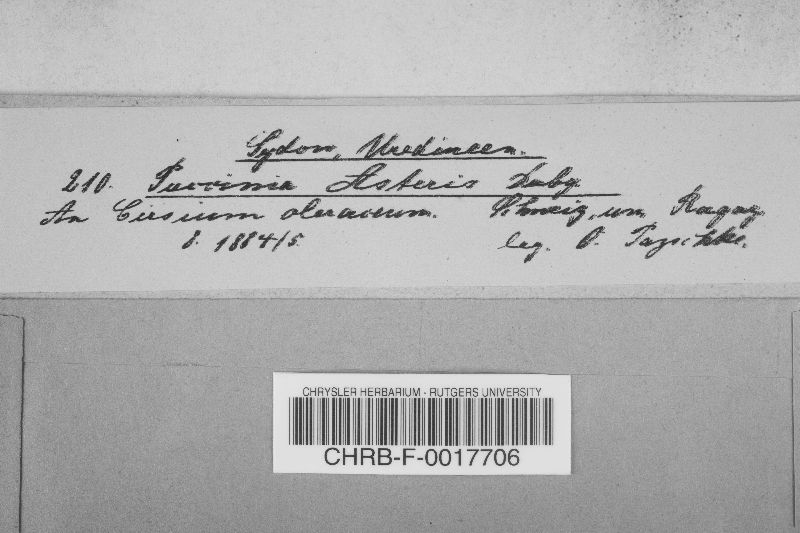 Sydow, Uredineen.
210. Puccinia Asteris Duby
An Cirsium oleraceum. Schweiz, um Ragaz
8. 1884/5. leg. O. Pazschke.
CHRYSLER HERBARIUM - RUTGERS UNIVERSITY
CHRB-F-0017706